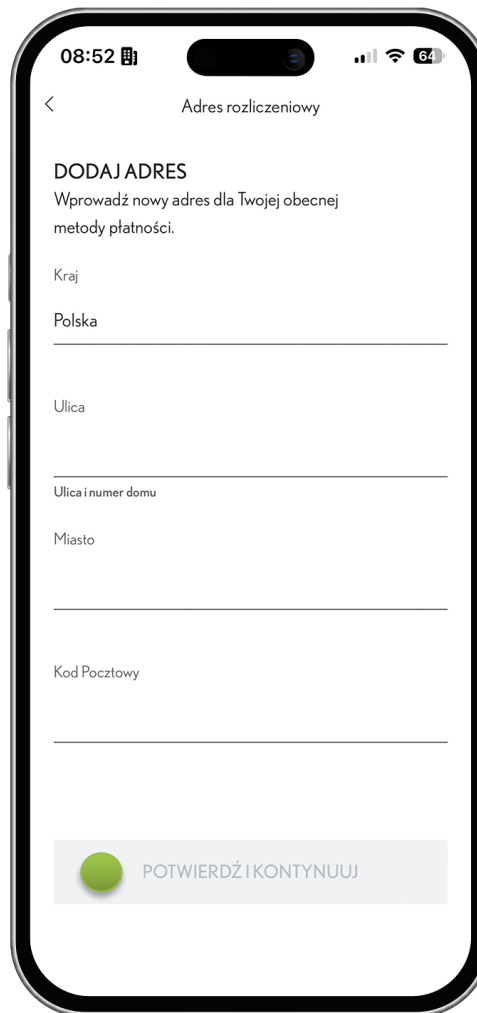 08:52
64
Adres rozliczeniowy
DODAJ ADRES
Wprowadź nowy adres dla Twojej obecnej
metody płatności.
Kraj
Polska
Ulica
Ulica i numer domu
Miasto
Kod Pocztowy
POTWIERDŹ I KONTYNUUJ